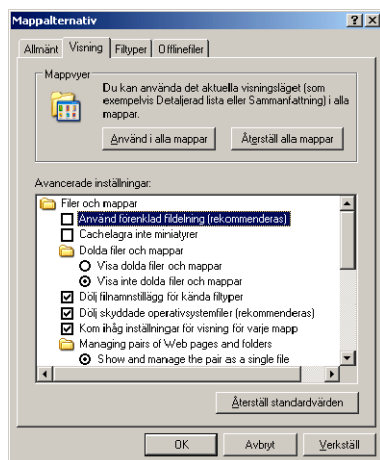 Mappalternativ
Allmänt Visning Filtyper Offlinefiler
Mappvyer
Du kan använda det aktuella visningsläget (som
exempelvis Detaljerad lista eller Sammanfattning) i alla
mappar.
Använd i alla mappar Återställ alla mappar
Avancerade inställningar:
Filer och mappar
Använd förenklad fildelning (rekommenderas)
Cachelagra inte miniatyrer
Dolda filer och mappar
Visa dolda filer och mappar
Visa inte dolda filer och mappar
Dölj filnamnstillägg för kända filtyper
Dölj skyddade operativsystemfiler (rekommenderas)
Kom ihåg inställningar för visning för varje mapp
Managing pairs of Web pages and folders
Show and manage the pair as a single file
Återställ standardvärden
OK Avbryt Verkställ